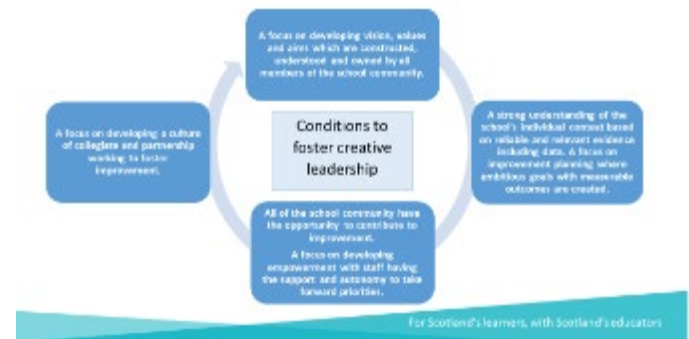 A focus on developing vision, values
and aims which are constructed,
understood and owned by all
members of the school community.
A focus on developing a culture
of collegiate and partnership
working to foster
improvement.
Conditions to
foster creative
leadership
A strong understanding of the
school's individual context based
on reliable and relevant evidence
including data. A focus on
improvement planning where
ambitious goals with measurable
outcomes are created.
All of the school community have
the opportunity to contribute to
improvement.
A focus on developing
empowerment with staff having
the support and autonomy to take
forward priorities.
For Scotland's learners, with Scotland's educators